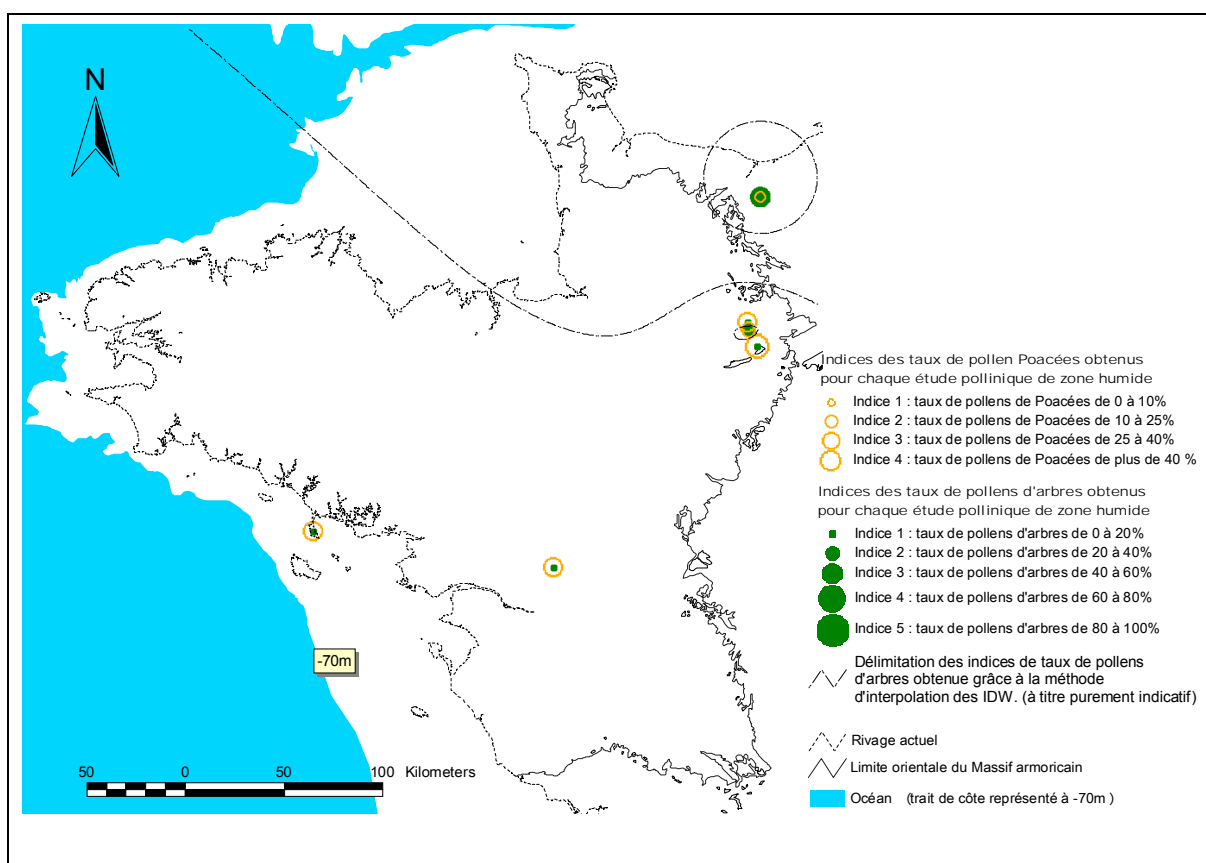 N
Indices des taux de pollen Poacées obtenus
pour chaque étude pollinique de zone humide
Indice 1 : taux de pollens de Poacées de 0 à 10%
Indice 2 : taux de pollens de Poacées de 10 à 25%
Indice 3 : taux de pollens de Poacées de 25 à 40%
Indice 4 : taux de pollens de Poacées de plus de 40 %
Indices des taux de pollens d'arbres obtenus
pour chaque étude pollinique de zone humide
Indice 1 : taux de pollens d'arbres de 0 à 20%
Indice 2 : taux de pollens d'arbres de 20 à 40%
Indice 3 : taux de pollens d'arbres de 40 à 60%
Indice 4 : taux de pollens d'arbres de 60 à 80%
Indice 5 : taux de pollens d'arbres de 80 à 100%
Délimitation des indices de taux de pollens
d'arbres obtenue grâce à la méthode
d'interpolation des IDW. (à titre purement indicatif)
Rivage actuel
Limite orientale du Massif armoricain
Océan (trait de côte représenté à -70m )
-70m
50 0 50 100 Kilometers